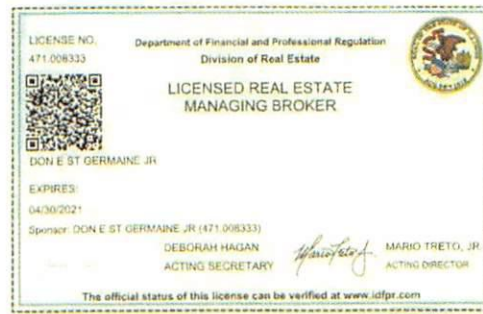 LICENSE NO.
471.008333
Department of Financial and Professional Regulation
Division of Real Estate
LICENSED REAL ESTATE
MANAGING BROKER
DON E ST GERMAINE JR
EXPIRES:
04/30/2021
Sponsor: DON E ST GERMAINE JR (471.008333)
DEBORAH HAGAN
ACTING SECRETARY
MARIO TRETO, JR.
ACTING DIRECTOR
The official status of this license can be verified at www.idfpr.com